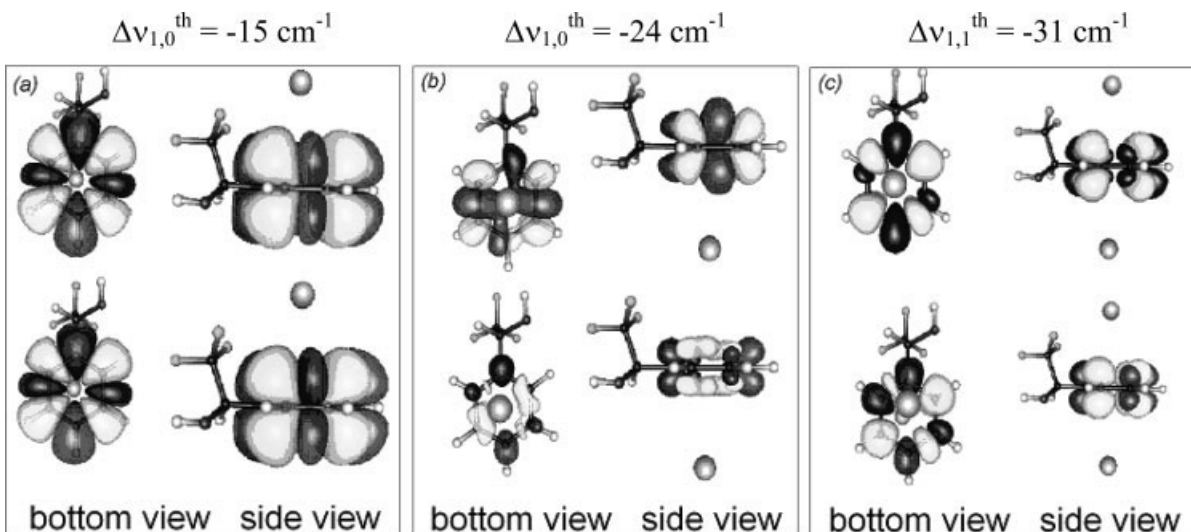 Δν1,0th = -15 cm-1
Δν1,0th = -24 cm-1
Δν1,1th = -31 cm-1
(a)
(b)
(c)
bottom view side view
bottom view side view
bottom view side view